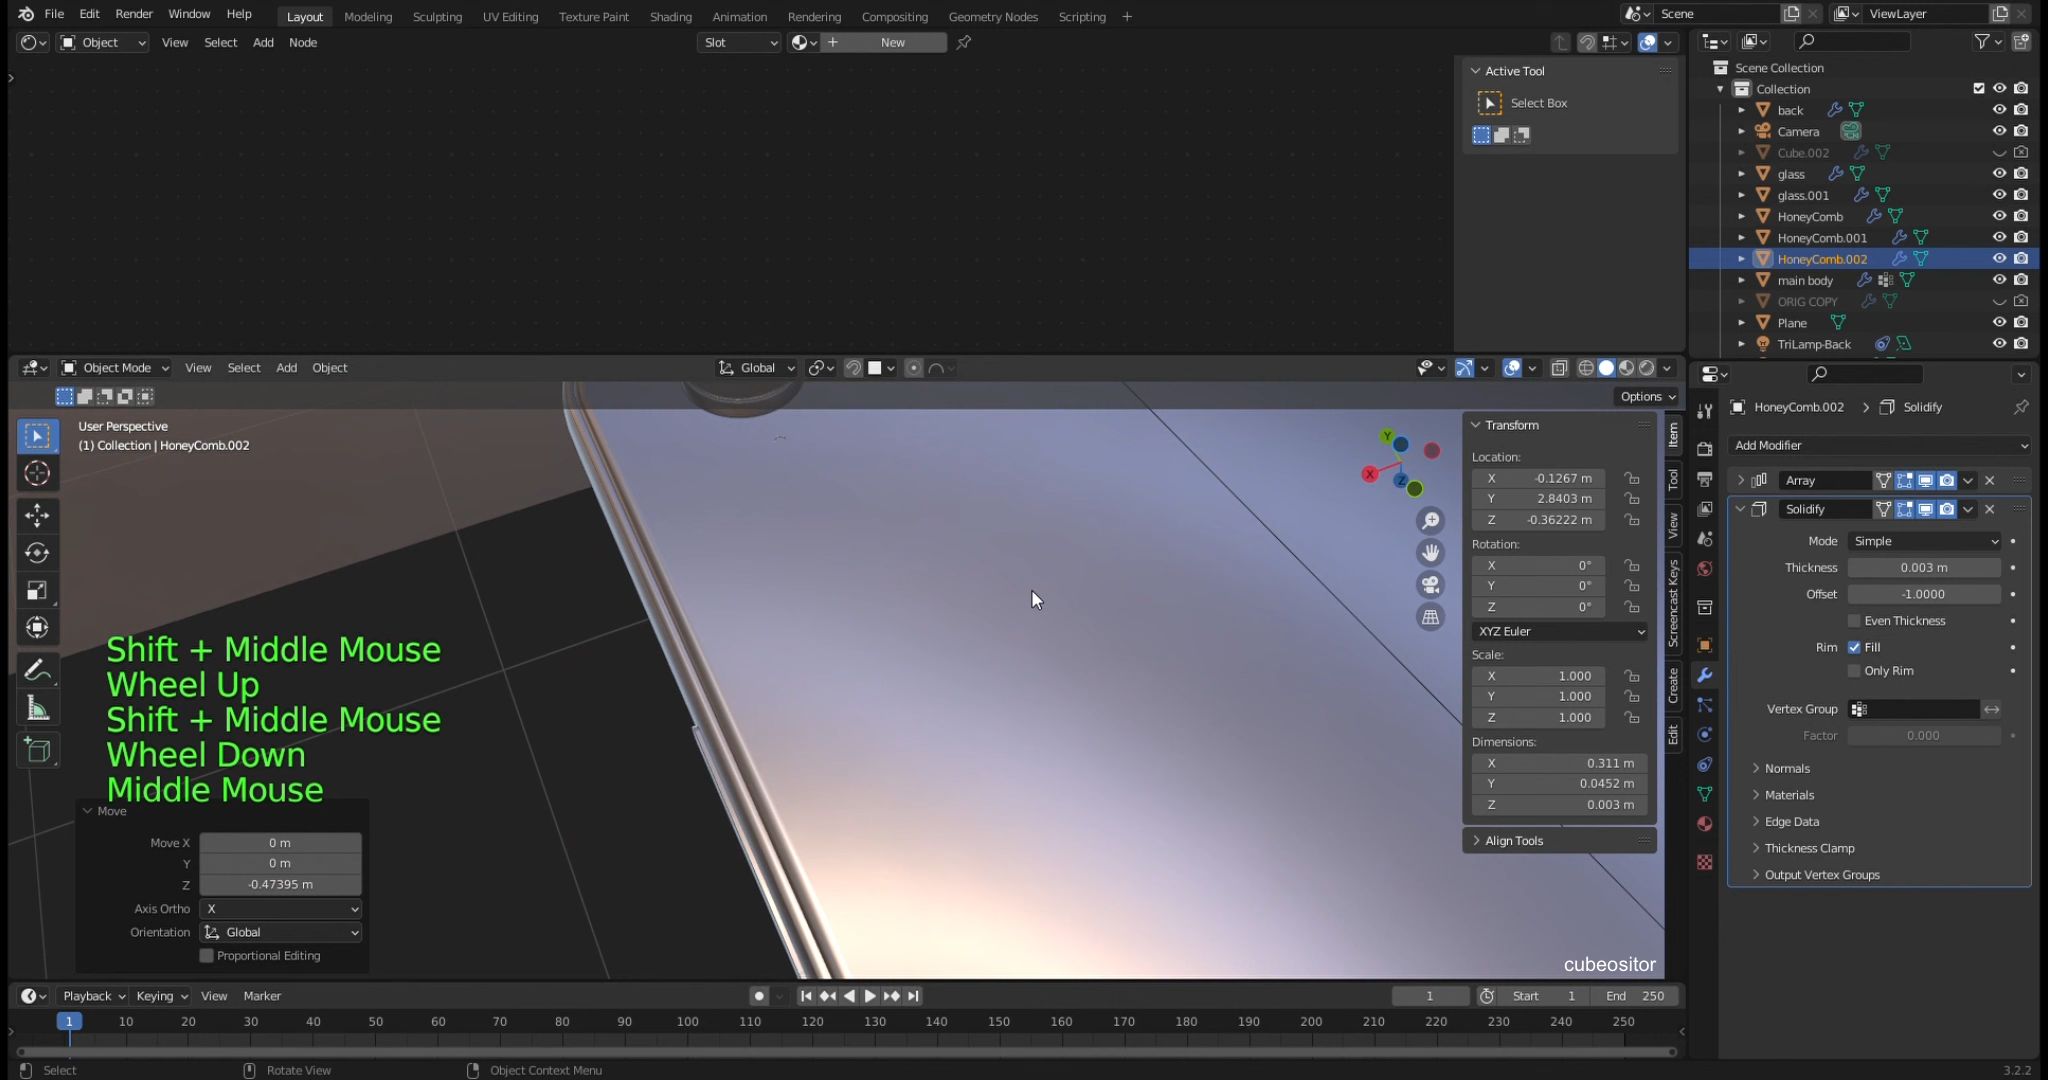 File Edit Render Window Help Layout Modeling Sculpting UV Editing Texture Paint Shading Animation Rendering Compositing Geometry Nodes Scripting + Scene ViewLayer
Object View Select Add Node Slot New
Active Tool
Select Box
Scene Collection
Collection
back
Camera
Cube.002
glass
glass.001
HoneyComb
HoneyComb.001
HoneyComb.002
main body
ORIG COPY
Plane
TriLamp-Back
Object Mode View Select Add Object Global
Options
User Perspective
(1) Collection | HoneyComb.002
Y
X
Z
Transform
Location:
X -0.1267 m
Y 2.8403 m
Z -0.36222 m
Rotation:
X 0°
Y 0°
Z 0°
XYZ Euler
Scale:
X 1.000
Y 1.000
Z 1.000
Dimensions:
X 0.311 m
Y 0.0452 m
Z 0.003 m
Align Tools
Item
Tool
View
Screencast Keys
Create
Edit
HoneyComb.002 > Solidify
Add Modifier
Array
Solidify
Mode Simple
Thickness 0.003 m
Offset -1.0000
Even Thickness
Rim Fill
Only Rim
Vertex Group
Factor 0.000
Normals
Materials
Edge Data
Thickness Clamp
Output Vertex Groups
Shift + Middle Mouse
Wheel Up
Shift + Middle Mouse
Wheel Down
Middle Mouse
Move
Move X 0 m
Y 0 m
Z -0.47395 m
Axis Ortho X
Orientation Global
Proportional Editing
cubeositor
Playback Keying View Marker 1 Start 1 End 250
1 10 20 30 40 50 60 70 80 90 100 110 120 130 140 150 160 170 180 190 200 210 220 230 240 250
Select Rotate View Object Context Menu 3.2.2